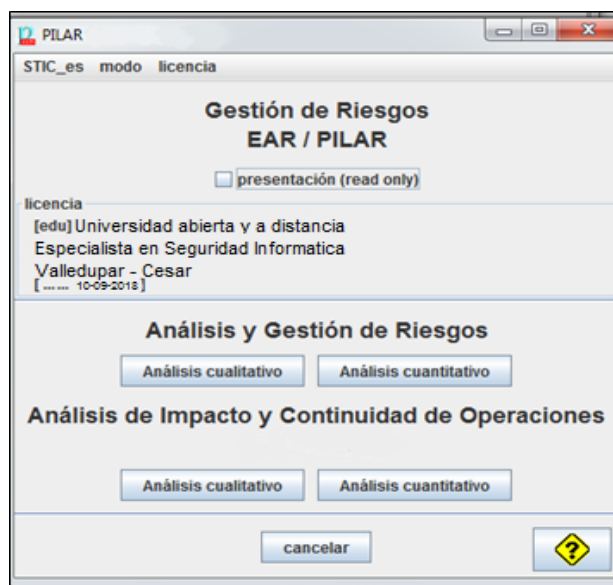 PILAR
STIC_es modo licencia
Gestión de Riesgos
EAR / PILAR
presentación (read only)
licencia
[edu] Universidad abierta y a distancia
Especialista en Seguridad Informatica
Valledupar - Cesar
[ ...... 10-09-2018 ]
Análisis y Gestión de Riesgos
Análisis cualitativo Análisis cuantitativo
Análisis de Impacto y Continuidad de Operaciones
Análisis cualitativo Análisis cuantitativo
cancelar ?